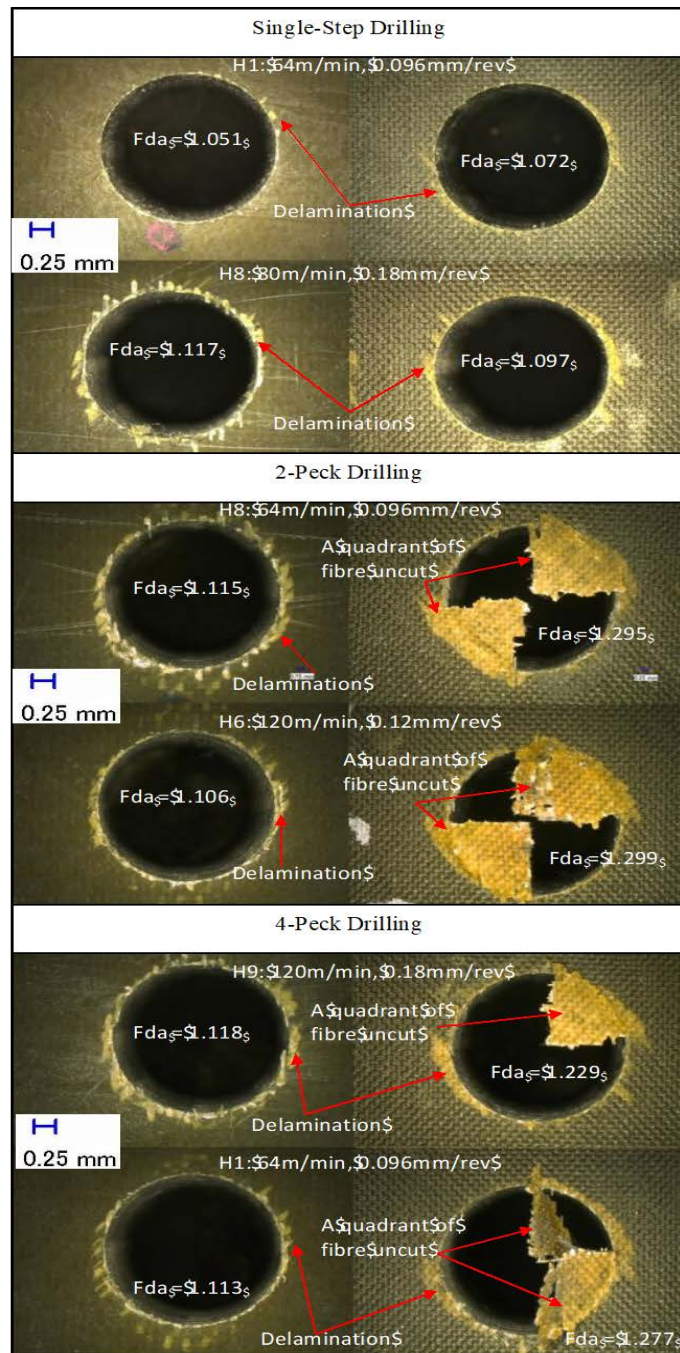 Single-Step Drilling
H1:$64m/min,$0.096mm/rev$
Fda$=$1.051$
Fda$=$1.072$
Delamination$
0.25 mm
H8:$80m/min,$0.18mm/rev$
Fda$=$1.117$
Fda$=$1.097$
Delamination$
2-Peck Drilling
H8:$64m/min,$0.096mm/rev$
A$quadrant$of$
fibre$uncut$
Fda$=$1.115$
Fda$=$1.295$
Delamination$
0.25 mm
H6:$120m/min,$0.12mm/rev$
A$quadrant$of$
fibre$uncut$
Fda$=$1.106$
Fda$=$1.299$
Delamination$
4-Peck Drilling
H9:$120m/min,$0.18mm/rev$
A$quadrant$of$
fibre$uncut$
Fda$=$1.118$
Fda$=$1.229$
Delamination$
0.25 mm
H1:$64m/min,$0.096mm/rev$
A$quadrant$of$
fibre$uncut$
Fda$=$1.113$
Delamination$
Fda$=$1.277$